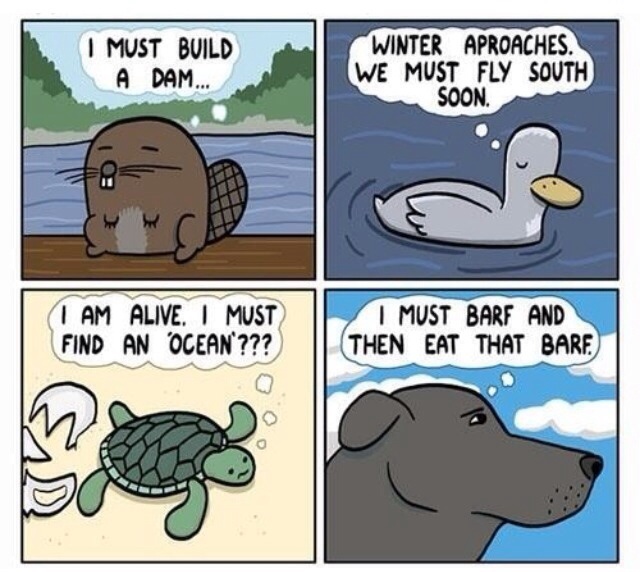 I MUST BUILD
A DAM...
WINTER APROACHES.
WE MUST FLY SOUTH
SOON.
I AM ALIVE. I MUST
FIND AN "OCEAN"???
I MUST BARF AND
THEN EAT THAT BARF.